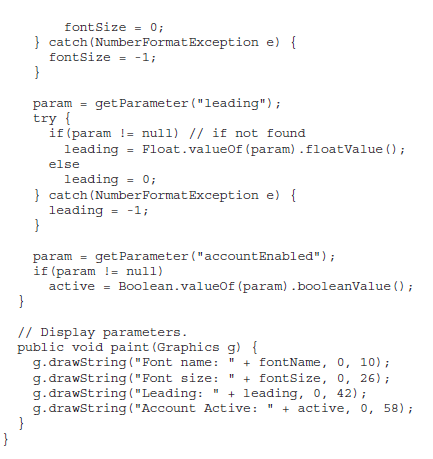 fontSize = 0;
} catch(NumberFormatException e) {
fontSize = -1;
}
param = getParameter("leading");
try {
if(param != null) // if not found
leading = Float.valueOf(param).floatValue();
else
leading = 0;
} catch(NumberFormatException e) {
leading = -1;
}
param = getParameter("accountEnabled");
if(param != null)
active = Boolean.valueOf(param).booleanValue();
}
// Display parameters.
public void paint(Graphics g) {
g.drawString("Font name: " + fontName, 0, 10);
g.drawString("Font size: " + fontSize, 0, 26);
g.drawString("Leading: " + leading, 0, 42);
g.drawString("Account Active: " + active, 0, 58);
}
}